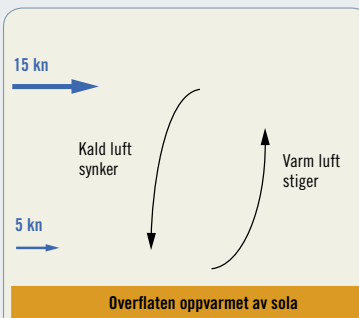 15 kn
Kald luft
synker
Varm luft
stiger
5 kn
Overflaten oppvarmet av sola